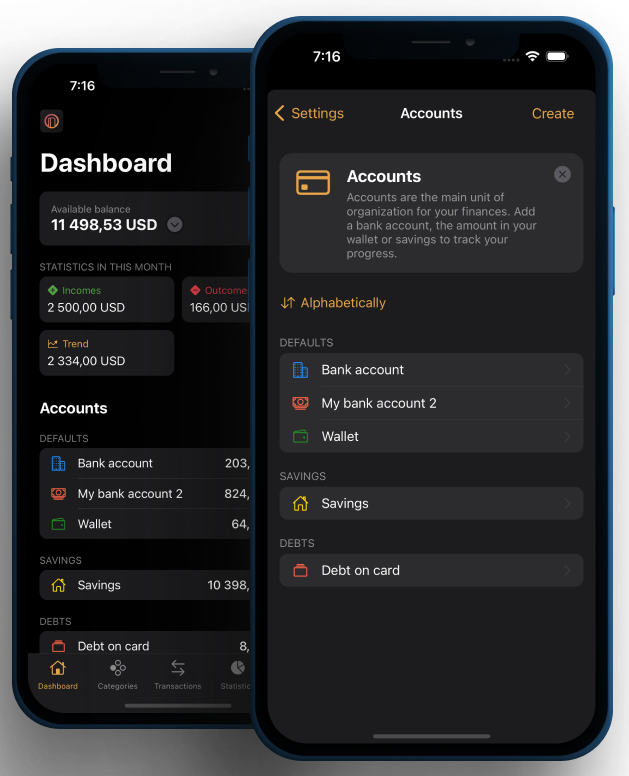 7:16
Dashboard
Available balance
11 498,53 USD
STATISTICS IN THIS MONTH
Incomes
2 500,00 USD
Outcome
166,00 US
Trend
2 334,00 USD
Accounts
DEFAULTS
Bank account 203,
My bank account 2 824,
Wallet 64,
SAVINGS
Savings 10 398,
DEBTS
Debt on card 8,
Dashboard Categories Transactions Statistic
7:16
Settings Accounts Create
Accounts
Accounts are the main unit of
organization for your finances. Add
a bank account, the amount in your
wallet or savings to track your
progress.
Alphabetically
DEFAULTS
Bank account
My bank account 2
Wallet
SAVINGS
Savings
DEBTS
Debt on card